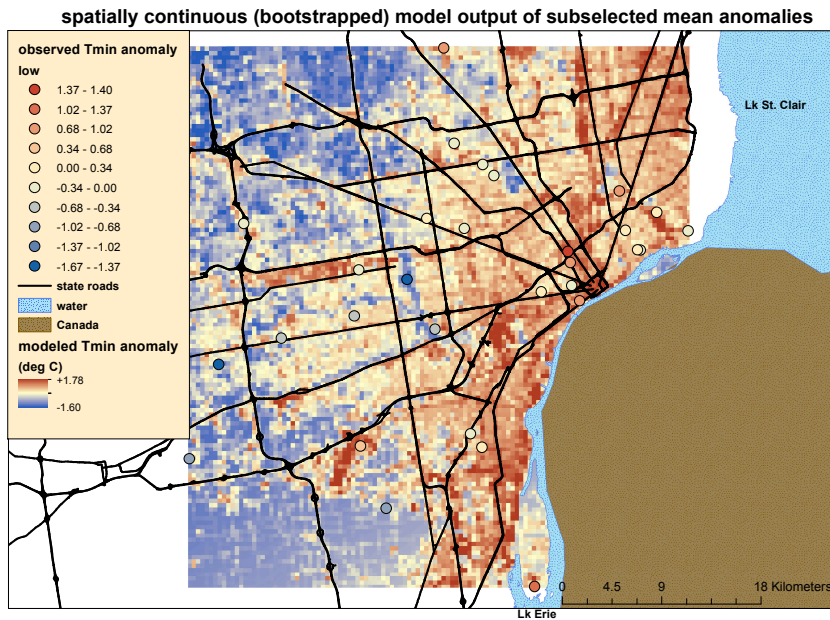 spatially continuous (bootstrapped) model output of subselected mean anomalies
observed Tmin anomaly
low
1.37 - 1.40
1.02 - 1.37
0.68 - 1.02
0.34 - 0.68
0.00 - 0.34
-0.34 - 0.00
-0.68 - -0.34
-1.02 - -0.68
-1.37 - -1.02
-1.67 - -1.37
state roads
water
Canada
modeled Tmin anomaly
(deg C)
+1.78
-1.60
Lk St. Clair
0 4.5 9 18 Kilometers
Lk Erie